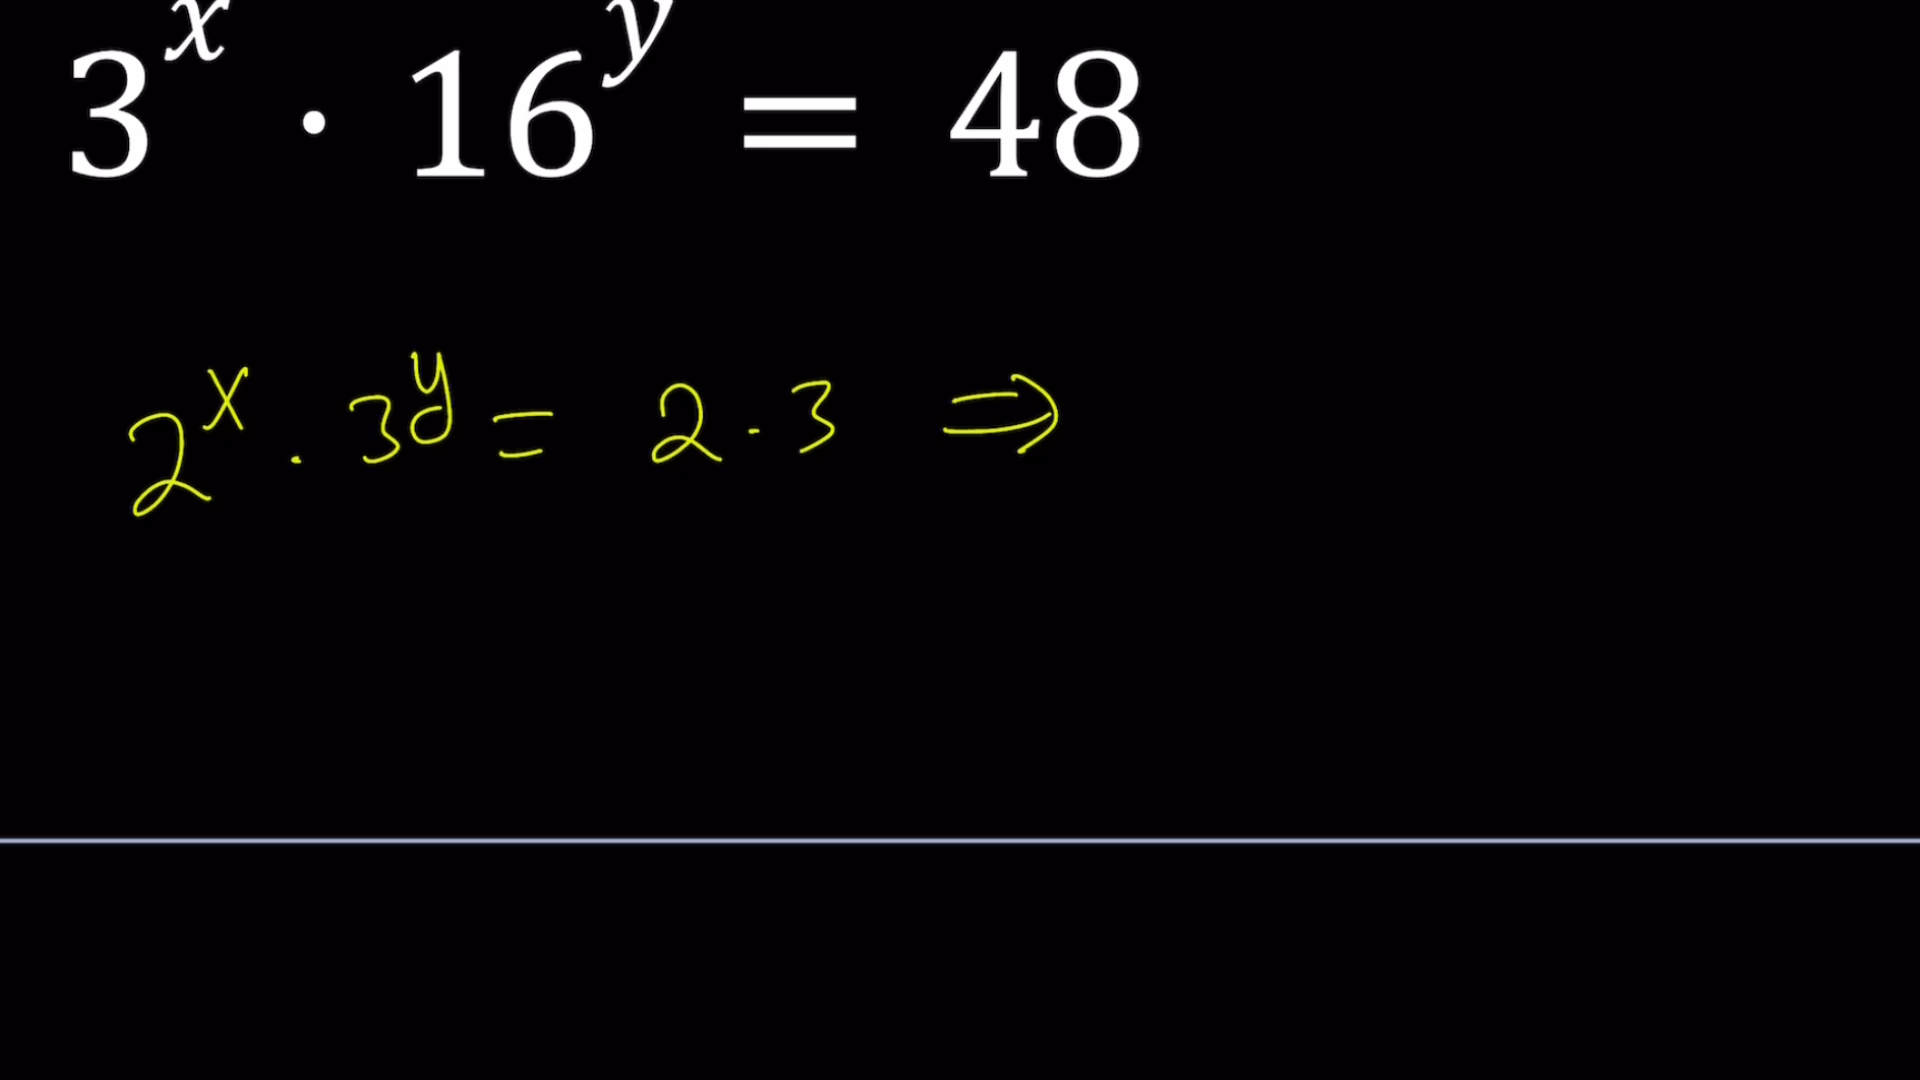 3^x · 16^y = 48
2^x · 3^y = 2 · 3 ⇒